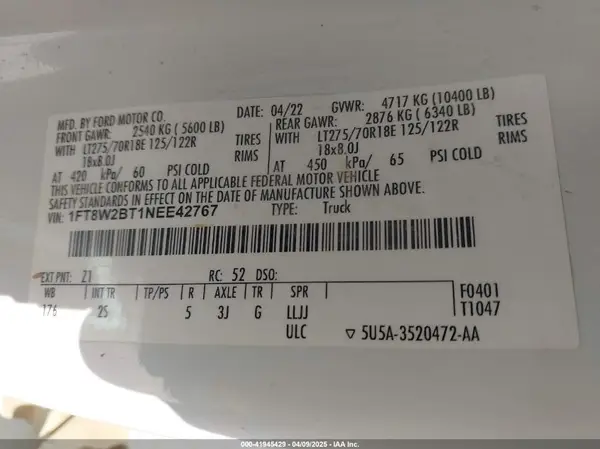 MFD. BY FORD MOTOR CO. DATE: 04/22 GVWR: 4717 KG (10400 LB)
FRONT GAWR: 2540 KG ( 5600 LB) REAR GAWR: 2876 KG ( 6340 LB)
WITH LT275/70R18E 125/122R TIRES WITH LT275/70R18E 125/122R TIRES
18x8.0J RIMS 18x8.0J RIMS
AT 420 kPa/ 60 PSI COLD AT 450 kPa/ 65 PSI COLD
THIS VEHICLE CONFORMS TO ALL APPLICABLE FEDERAL MOTOR VEHICLE
SAFETY STANDARDS IN EFFECT ON THE DATE OF MANUFACTURE SHOWN ABOVE.
VIN: 1FT8W2BT1NEE42767 TYPE: Truck
EXT PNT: Z1 RC: 52 DSO:
WB INT TR TP/PS R AXLE TR SPR F0401
176 2S 5 3J G LLJJ T1047
ULC ▽ 5U5A-3520472-AA
000-41945429 - 04/09/2025 - IAA Inc.